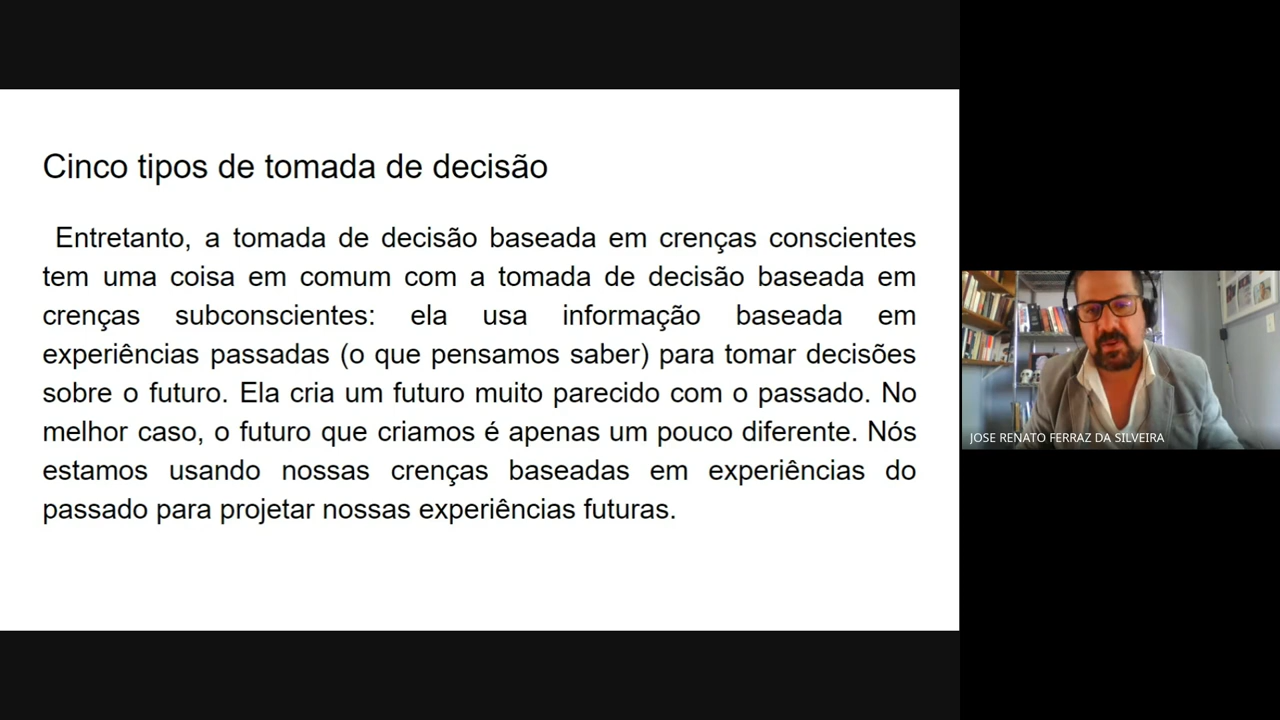 Cinco tipos de tomada de decisão
Entretanto, a tomada de decisão baseada em crenças conscientes
tem uma coisa em comum com a tomada de decisão baseada em
crenças subconscientes: ela usa informação baseada em
experiências passadas (o que pensamos saber) para tomar decisões
sobre o futuro. Ela cria um futuro muito parecido com o passado. No
melhor caso, o futuro que criamos é apenas um pouco diferente. Nós
estamos usando nossas crenças baseadas em experiências do
passado para projetar nossas experiências futuras.
JOSE RENATO FERRAZ DA SILVEIRA